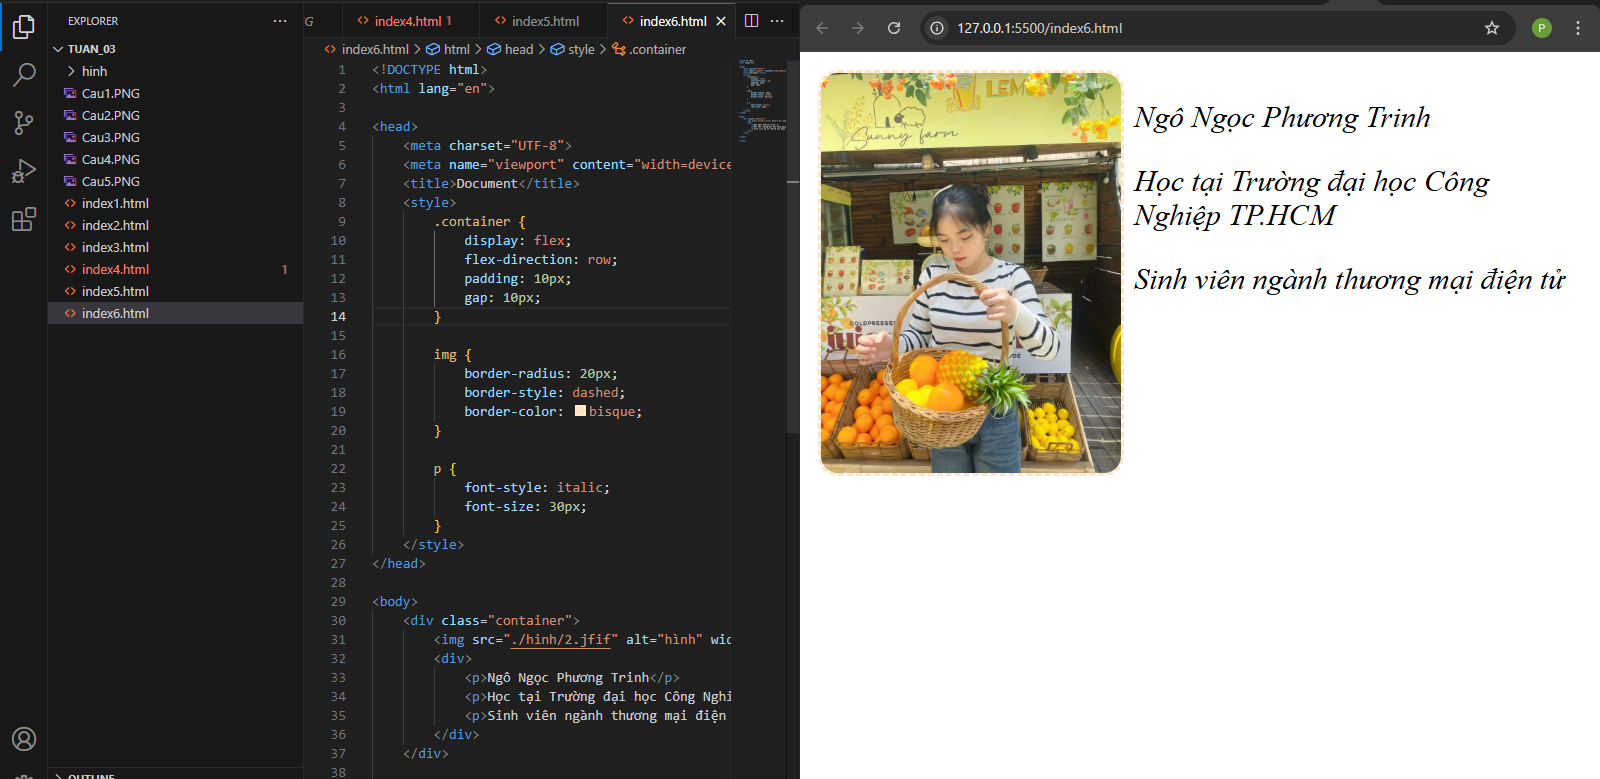 EXPLORER
TUAN_03
hinh
Cau1.PNG
Cau2.PNG
Cau3.PNG
Cau4.PNG
Cau5.PNG
index1.html
index2.html
index3.html
index4.html 1
index5.html
index6.html
OUTLINE
index4.html 1
index5.html
index6.html
index6.html > html > head > style > .container
1 <!DOCTYPE html>
2 <html lang="en">
3
4 <head>
5 <meta charset="UTF-8">
6 <meta name="viewport" content="width=device
7 <title>Document</title>
8 <style>
9 .container {
10 display: flex;
11 flex-direction: row;
12 padding: 10px;
13 gap: 10px;
14 }
15
16 img {
17 border-radius: 20px;
18 border-style: dashed;
19 border-color: bisque;
20 }
21
22 p {
23 font-style: italic;
24 font-size: 30px;
25 }
26 </style>
27 </head>
28
29 <body>
30 <div class="container">
31 <img src="./hinh/2.jfif" alt="hình" wid
32 <div>
33 <p>Ngô Ngọc Phương Trinh</p>
34 <p>Học tại Trường đại học Công Nghi
35 <p>Sinh viên ngành thương mại điện
36 </div>
37 </div>
38
127.0.0.1:5500/index6.html
P
Sunny farm
Ngô Ngọc Phương Trinh
Học tại Trường đại học Công
Nghiệp TP.HCM
Sinh viên ngành thương mại điện tử